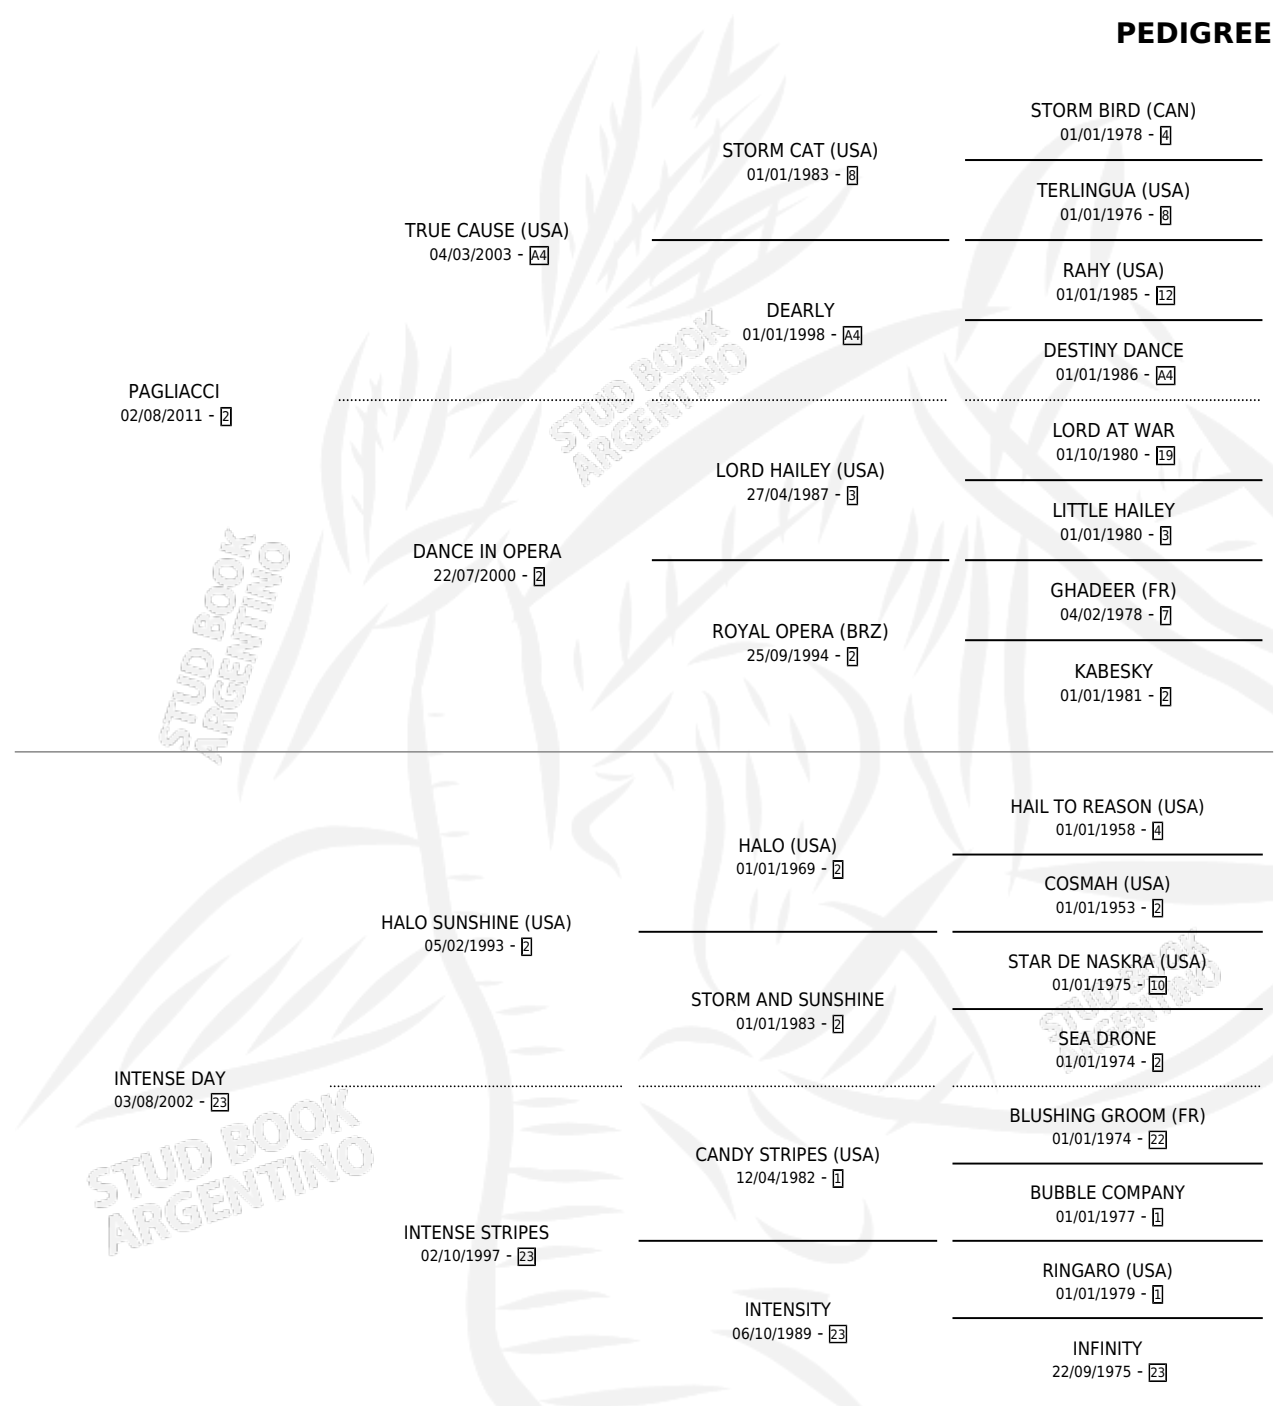 PEDIGREE
STORM BIRD (CAN)
01/01/1978 - 4
STORM CAT (USA)
01/01/1983 - 8
TERLINGUA (USA)
01/01/1976 - 8
TRUE CAUSE (USA)
04/03/2003 - A4
RAHY (USA)
01/01/1985 - 12
DEARLY
01/01/1998 - A4
DESTINY DANCE
01/01/1986 - A4
PAGLIACCI
02/08/2011 - 2
LORD AT WAR
01/10/1980 - 19
LORD HAILEY (USA)
27/04/1987 - 3
LITTLE HAILEY
01/01/1980 - 3
DANCE IN OPERA
22/07/2000 - 2
GHADEER (FR)
04/02/1978 - 7
ROYAL OPERA (BRZ)
25/09/1994 - 2
KABESKY
01/01/1981 - 2
HAIL TO REASON (USA)
01/01/1958 - 4
HALO (USA)
01/01/1969 - 2
COSMAH (USA)
01/01/1953 - 2
HALO SUNSHINE (USA)
05/02/1993 - 2
STAR DE NASKRA (USA)
01/01/1975 - 10
STORM AND SUNSHINE
01/01/1983 - 2
SEA DRONE
01/01/1974 - 2
INTENSE DAY
03/08/2002 - 23
BLUSHING GROOM (FR)
01/01/1974 - 22
CANDY STRIPES (USA)
12/04/1982 - 1
BUBBLE COMPANY
01/01/1977 - 1
INTENSE STRIPES
02/10/1997 - 23
RINGARO (USA)
01/01/1979 - 1
INTENSITY
06/10/1989 - 23
INFINITY
22/09/1975 - 23
STUD BOOK
ARGENTINO
STUD BOOK
ARGENTINO
STUD BOOK
ARGENTINO
STUD BOOK
ARGENTINO